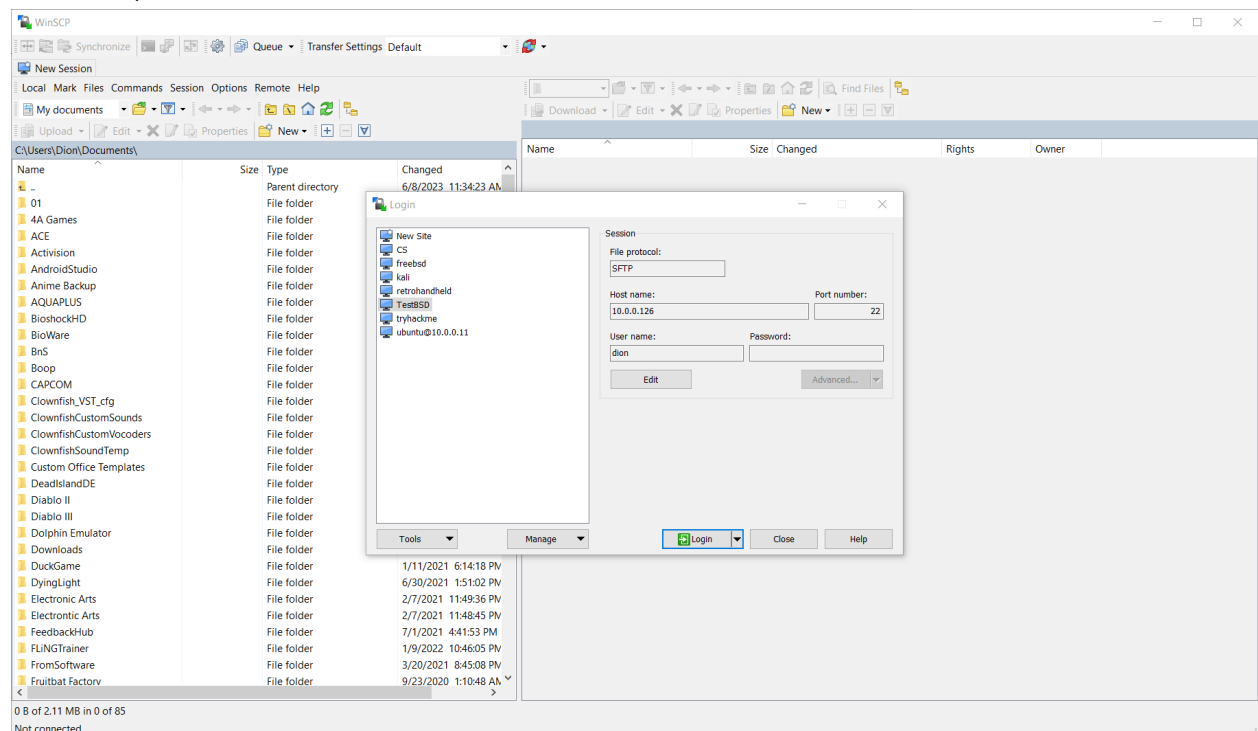 WinSCP
Synchronize Queue Transfer Settings Default
New Session
Local Mark Files Commands Session Options Remote Help
Find Files
My documents
Download Edit Properties New
Upload Edit Properties New
C:\Users\Dion\Documents\
Name Size Changed Rights Owner
Name Size Type Changed
.. Parent directory 6/8/2023 11:34:23 AM
01 File folder
4A Games File folder
ACE File folder
Activision File folder
AndroidStudio File folder
Anime Backup File folder
AQUAPLUS File folder
BioshockHD File folder
BioWare File folder
BnS File folder
Boop File folder
CAPCOM File folder
Clownfish_VST_cfg File folder
ClownfishCustomSounds File folder
ClownfishCustomVocoders File folder
ClownfishSoundTemp File folder
Custom Office Templates File folder
DeadIslandDE File folder
Diablo II File folder
Diablo III File folder
Dolphin Emulator File folder
Downloads File folder
DuckGame File folder 1/11/2021 6:14:18 PM
DyingLight File folder 6/30/2021 1:51:02 PM
Electronic Arts File folder 2/7/2021 11:49:36 PM
Electrontic Arts File folder 2/7/2021 11:48:45 PM
FeedbackHub File folder 7/1/2021 4:41:53 PM
FLiNGTrainer File folder 1/9/2022 10:46:05 PM
FromSoftware File folder 3/20/2021 8:45:08 PM
Fruitbat Factory File folder 9/23/2020 1:10:48 AM
0 B of 2.11 MB in 0 of 85
Not connected.
Login
New Site
CS
freebsd
kali
retrohandheld
TestBSD
tryhackme
ubuntu@10.0.0.11
Session
File protocol:
SFTP
Host name: Port number:
10.0.0.126 22
User name: Password:
dion
Edit Advanced...
Tools Manage Login Close Help